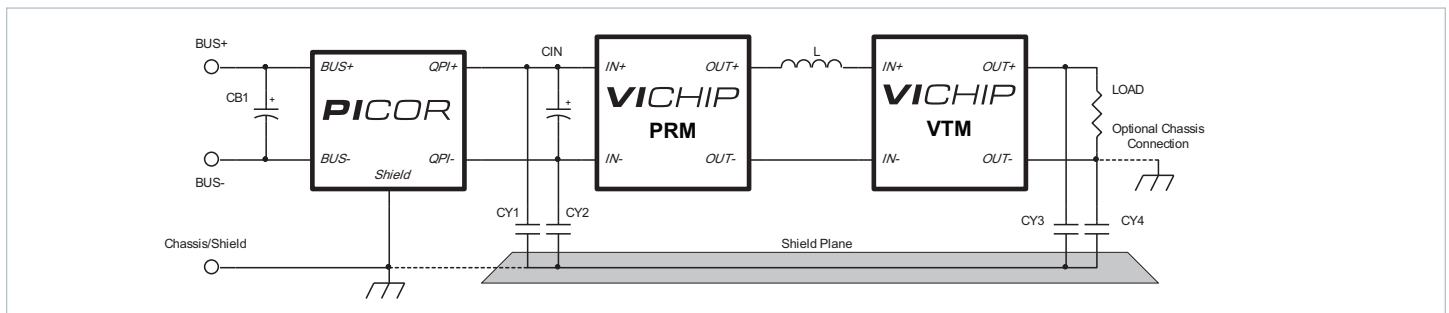 BUS+
CB1
+
BUS-
BUS+
QPI+
PICOR
BUS-
QPI-
Shield
CIN
+
IN+
OUT+
VICHIP
PRM
IN-
OUT-
L
IN+
OUT+
VICHIP
VTM
IN-
OUT-
LOAD
Optional Chassis
Connection
CY1
CY2
CY3
CY4
Chassis/Shield
Shield Plane